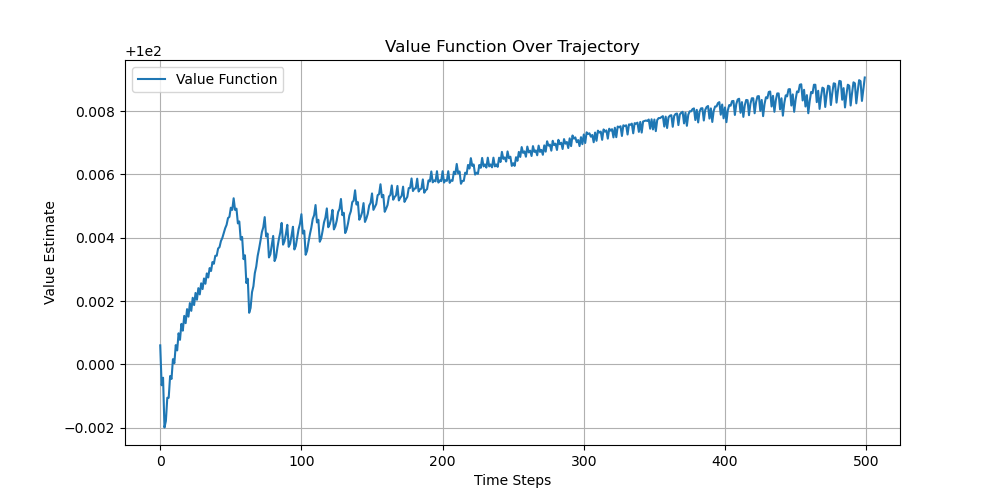 Value Function Over Trajectory
+1e2
Value Function
0.008
0.006
0.004
0.002
0.000
−0.002
Value Estimate
0 100 200 300 400 500
Time Steps